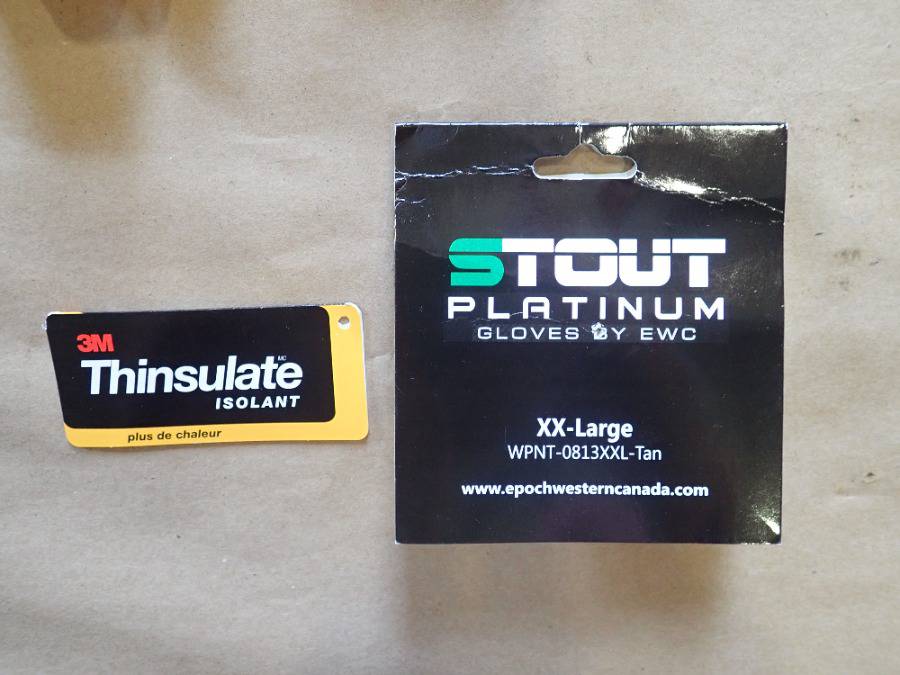 3M
Thinsulate MC
ISOLANT
plus de chaleur
STOUT
PLATINUM
GLOVES BY EWC
XX-Large
WPNT-0813XXL-Tan
www.epochwesterncanada.com